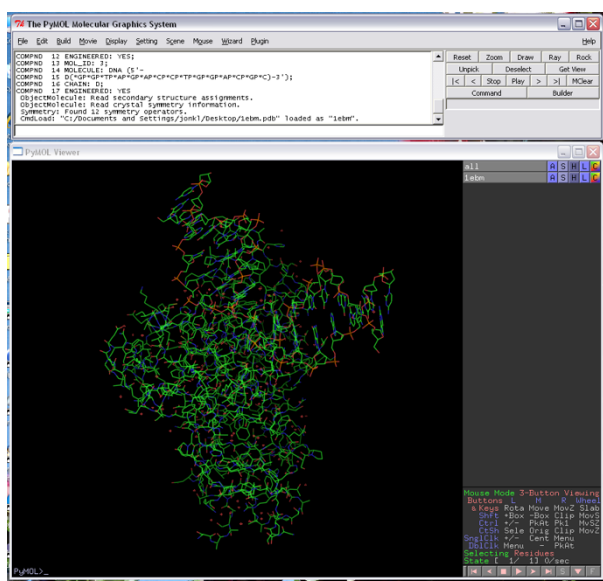 The PyMOL Molecular Graphics System
File Edit Build Movie Display Setting Scene Mouse Wizard Plugin Help
COMPND 12 ENGINEERED: YES;
COMPND 13 MOL_ID: 3;
COMPND 14 MOLECULE: DNA (5'-
COMPND 15 D(*GP*GP*TP*AP*GP*AP*CP*CP*TP*GP*GP*AP*CP*GP*C)-3');
COMPND 16 CHAIN: D;
COMPND 17 ENGINEERED: YES
ObjectMolecule: Read secondary structure assignments.
ObjectMolecule: Read crystal symmetry information.
Symmetry: Found 12 symmetry operators.
CmdLoad: "C:/Documents and Settings/jonkl/Desktop/1ebm.pdb" loaded as "1ebm".
Reset Zoom Draw Ray Rock
Unpick Deselect Get View
|< < Stop Play > >| MClear
Command Builder
PyMOL Viewer
all A S H L C
1ebm A S H L C
Mouse Mode 3-Button Viewing
Buttons L M R Wheel
& Keys Rota Move MovZ Slab
Shft +Box -Box Clip MovS
Ctrl +/- PkAt Pk1 MvSZ
CtSh Sele Orig Clip MovZ
SnglClk +/- Cent Menu
DblClk Menu - PkAt
Selecting Residues
State [ 1/ 1] 0/sec
S F
PyMOL>_